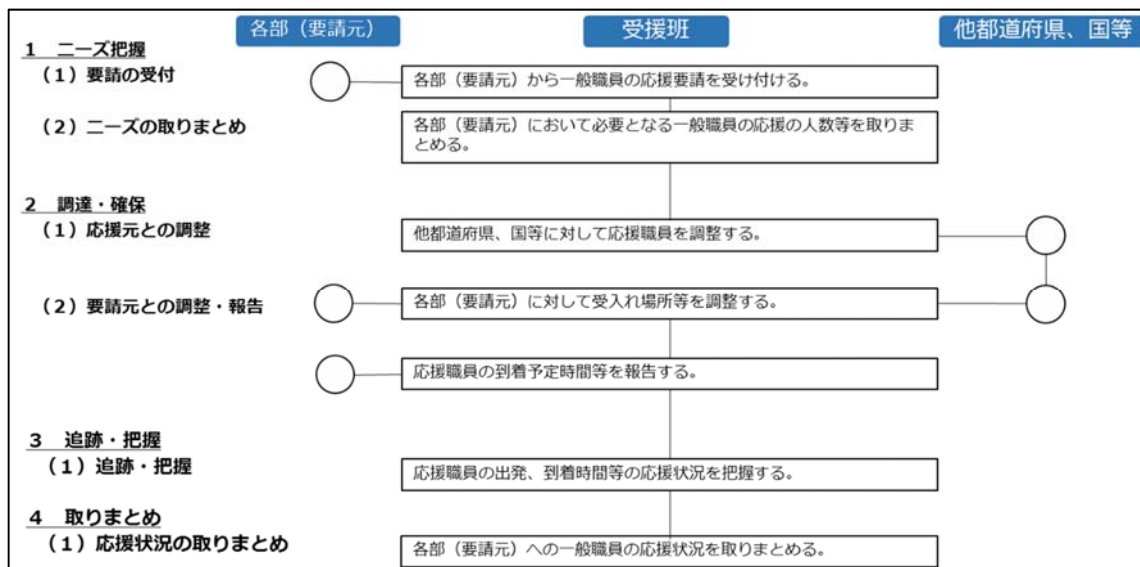 各部（要請元）
受援班
他都道府県、国等
１　ニーズ把握
（１）要請の受付
各部（要請元）から一般職員の応援要請を受け付ける。
（２）ニーズの取りまとめ
各部（要請元）において必要となる一般職員の応援の人数等を取りま
とめる。
２　調達・確保
（１）応援元との調整
他都道府県、国等に対して応援職員を調整する。
（２）要請元との調整・報告
各部（要請元）に対して受入れ場所等を調整する。
応援職員の到着予定時間等を報告する。
３　追跡・把握
（１）追跡・把握
応援職員の出発、到着時間等の応援状況を把握する。
４　取りまとめ
（１）応援状況の取りまとめ
各部（要請元）への一般職員の応援状況を取りまとめる。